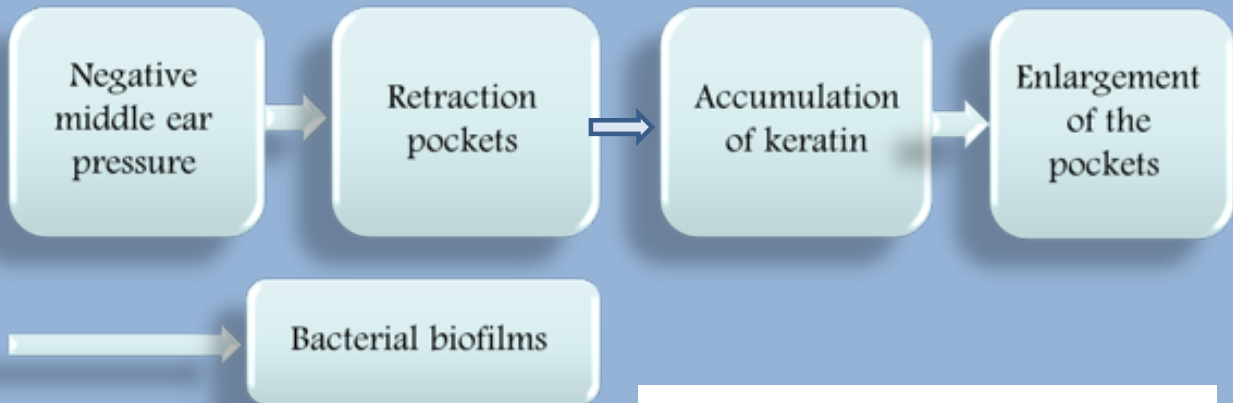 Negative
middle ear
pressure
Retraction
pockets
Accumulation
of keratin
Enlargement
of the
pockets
Bacterial biofilms